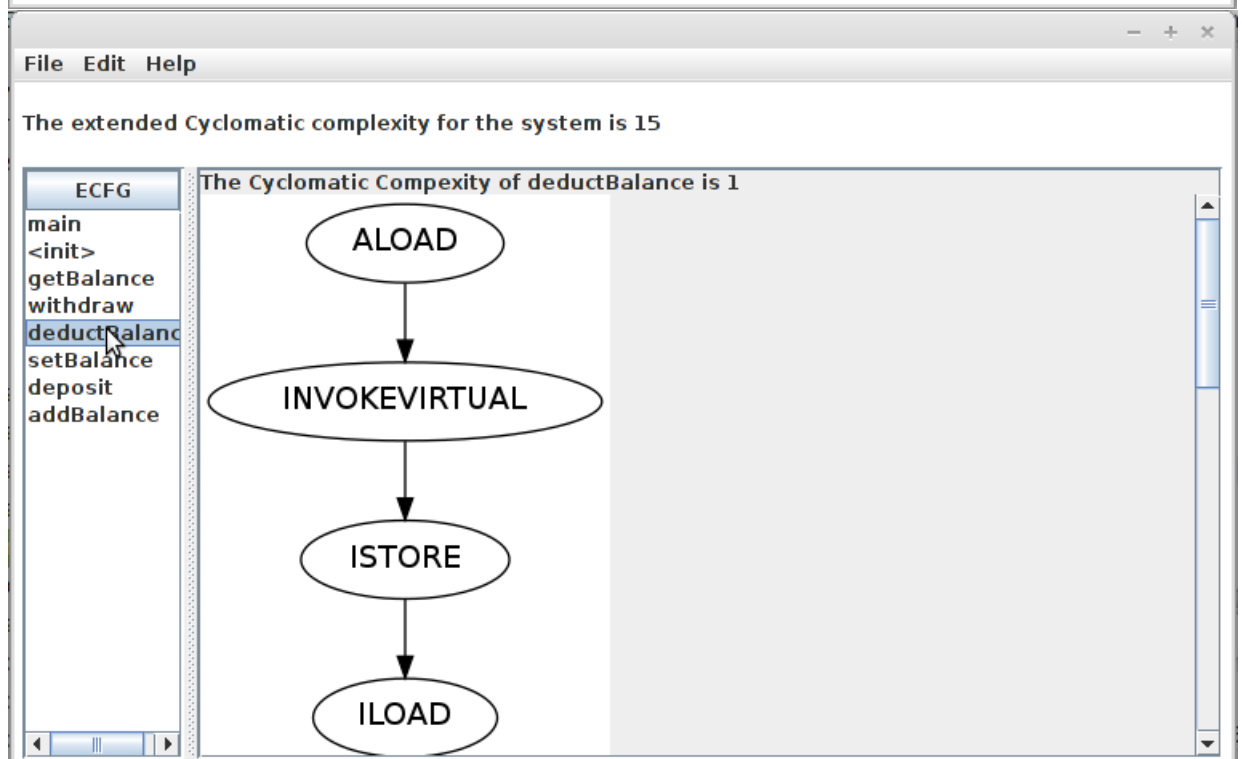 File Edit Help
The extended Cyclomatic complexity for the system is 15
ECFG
main
<init>
getBalance
withdraw
deductBalanc
setBalance
deposit
addBalance
The Cyclomatic Compexity of deductBalance is 1
ALOAD
INVOKEVIRTUAL
ISTORE
ILOAD